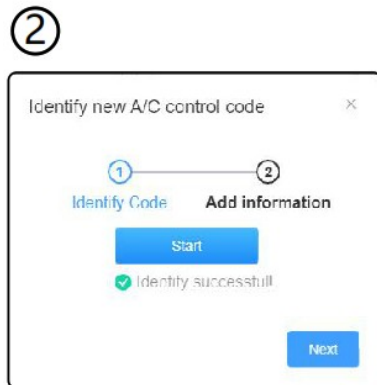 ②
Identify new A/C control code ×
① ②
Identify Code Add information
Start
Identify successfull
Next